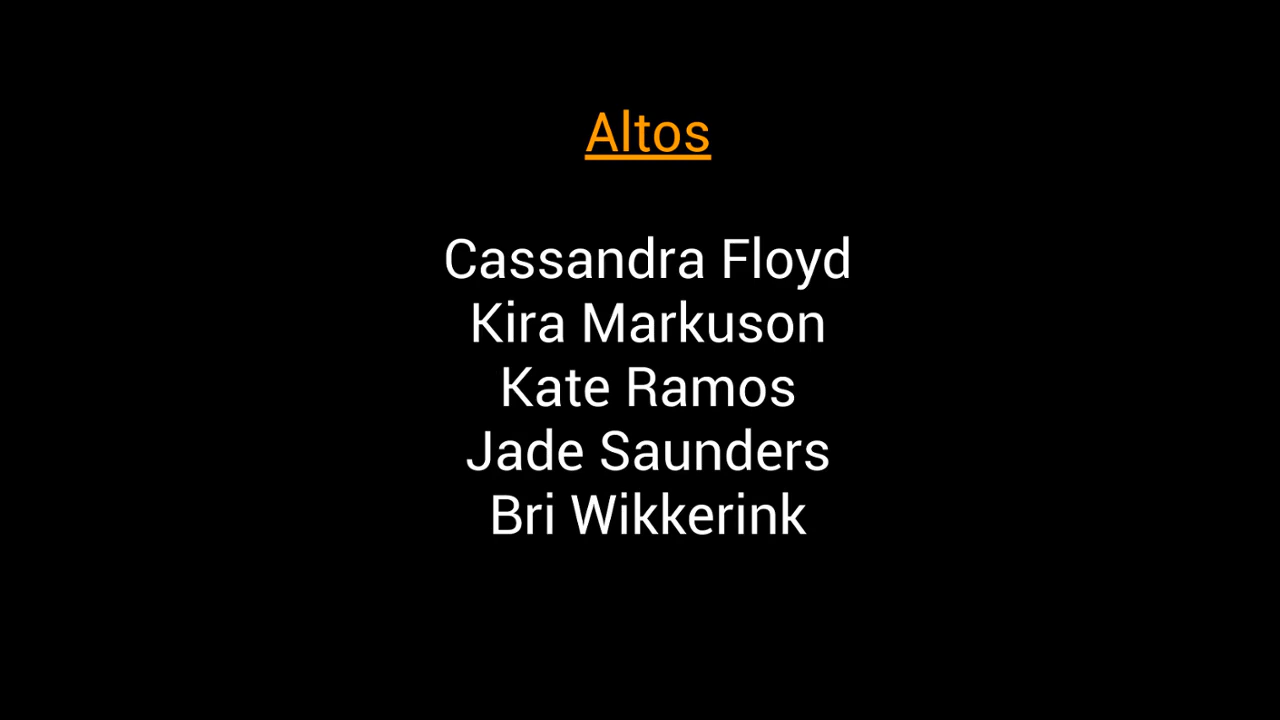 Altos
Cassandra Floyd
Kira Markuson
Kate Ramos
Jade Saunders
Bri Wikkerink